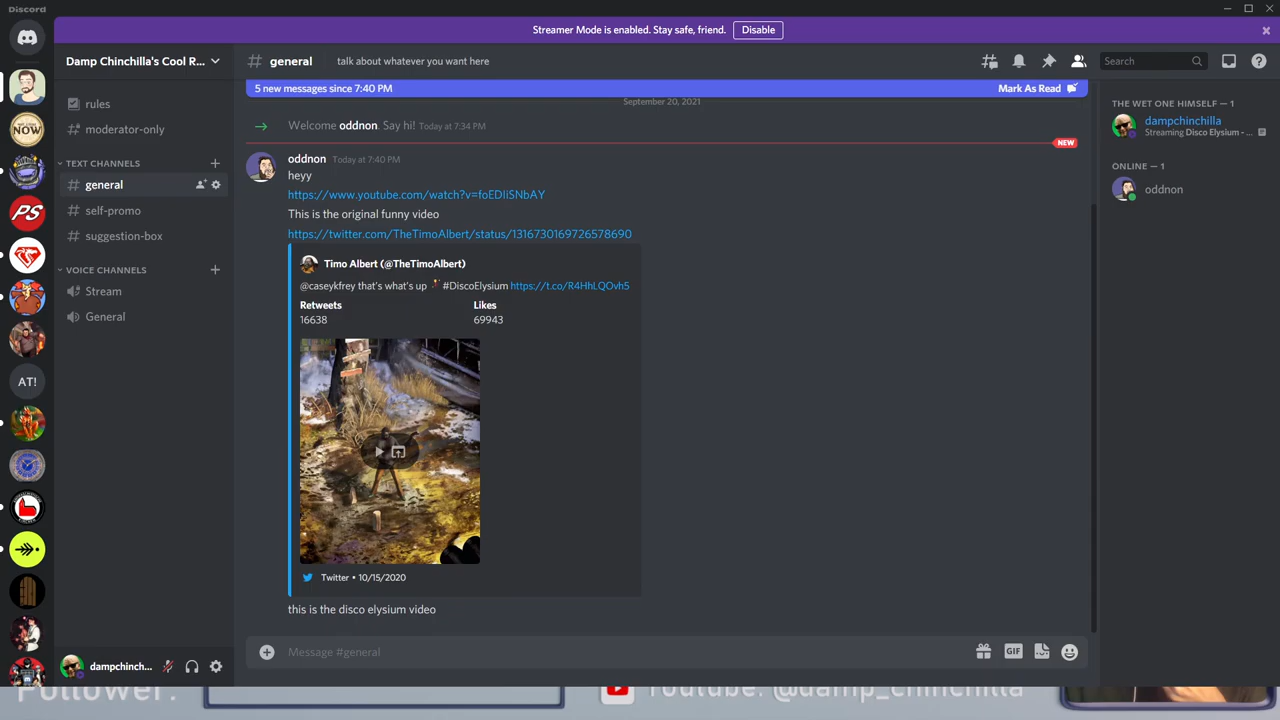 Discord
Streamer Mode is enabled. Stay safe, friend.
Disable
Damp Chinchilla's Cool R...
general
talk about whatever you want here
Search
5 new messages since 7:40 PM
Mark As Read
September 20, 2021
rules
moderator-only
TEXT CHANNELS
general
self-promo
suggestion-box
VOICE CHANNELS
Stream
General
NOW
PS
AT!
Welcome oddnon. Say hi! Today at 7:34 PM
NEW
oddnon Today at 7:40 PM
heyy
https://www.youtube.com/watch?v=foEDIiSNbAY
This is the original funny video
https://twitter.com/TheTimoAlbert/status/1316730169726578690
Timo Albert (@TheTimoAlbert)
@caseykfrey that's what's up #DiscoElysium https://t.co/R4HhLQOvh5
Retweets
Likes
16638
69943
Twitter • 10/15/2020
this is the disco elysium video
Message #general
GIF
THE WET ONE HIMSELF — 1
dampchinchilla
Streaming Disco Elysium - ...
ONLINE — 1
oddnon
dampchinch...
Follower:
Youtube: @damp_chinchilla